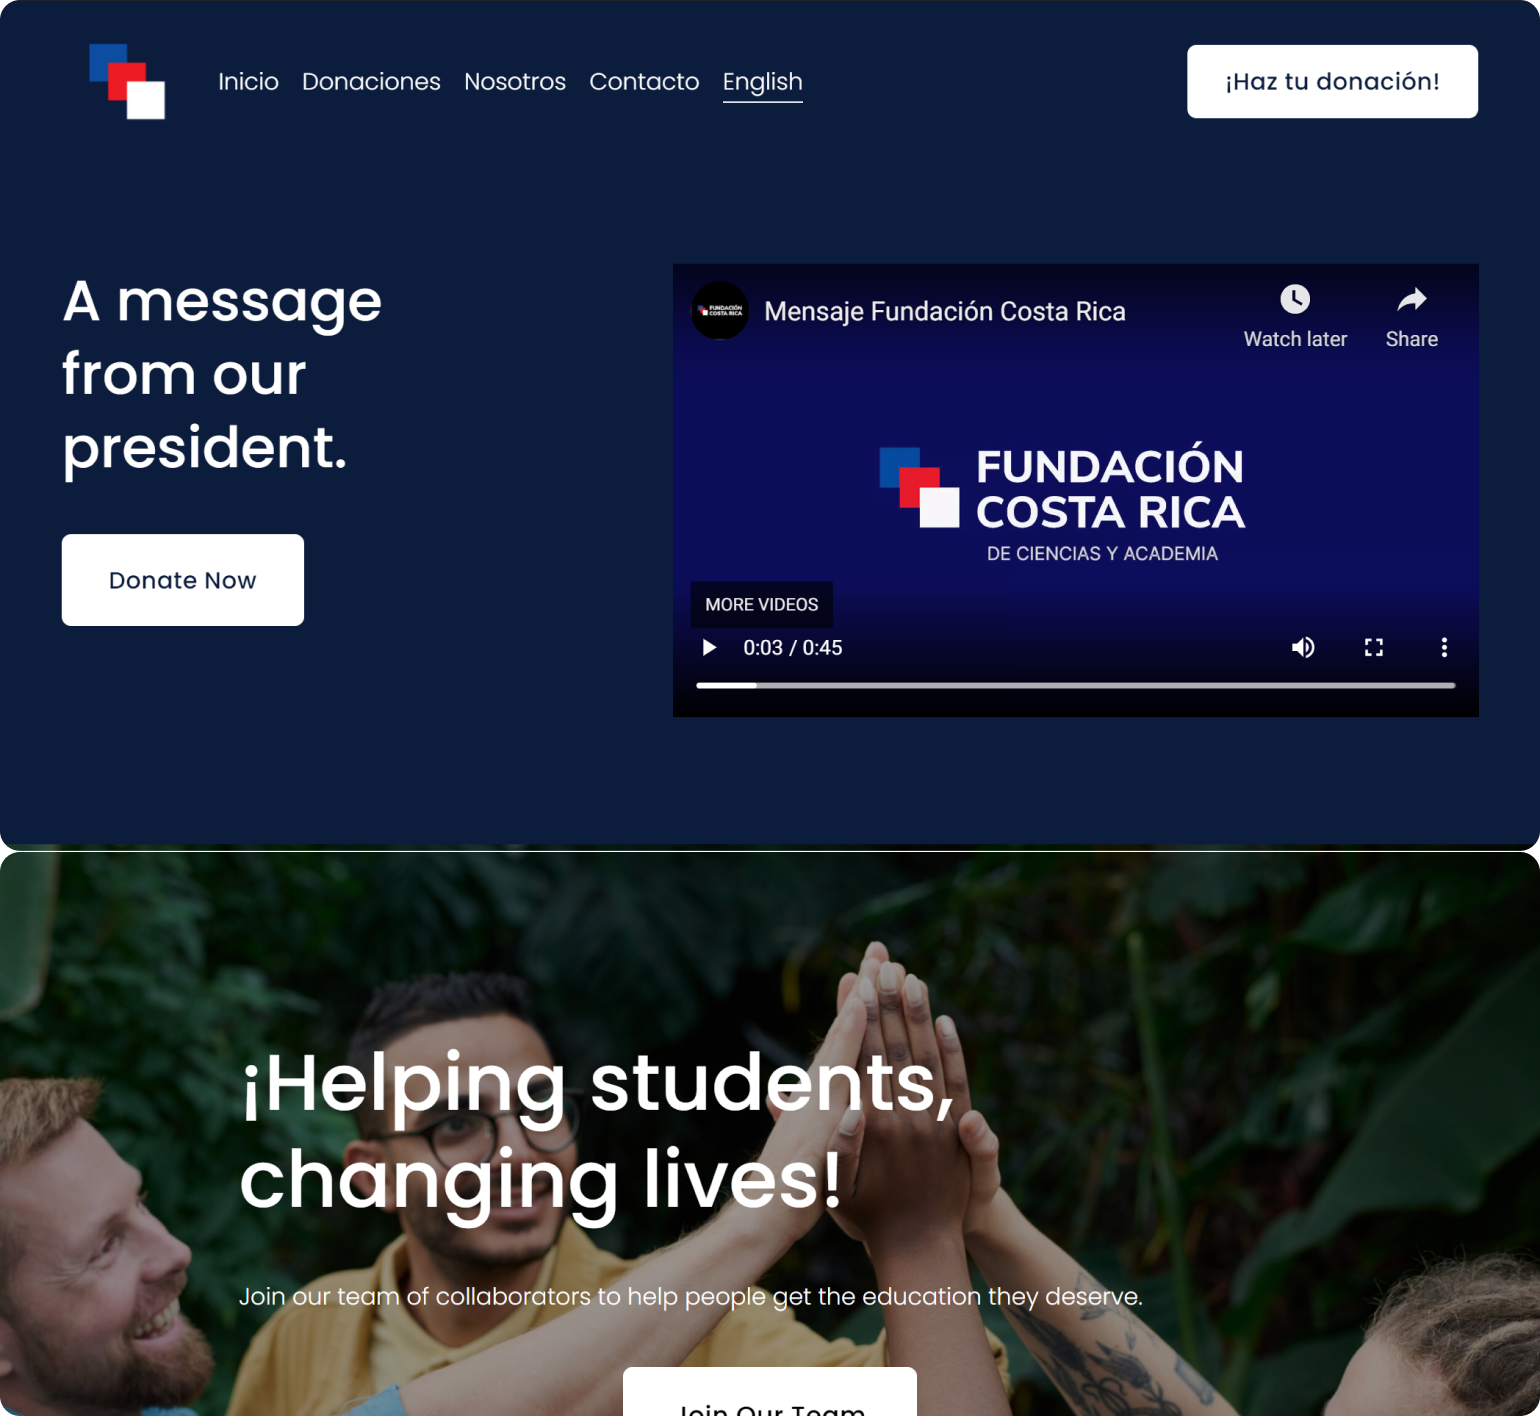 Inicio Donaciones Nosotros Contacto English ¡Haz tu donación!
A message
from our
president.
Donate Now
FUNDACIÓN
COSTA RICA
Mensaje Fundación Costa Rica
Watch later Share
FUNDACIÓN
COSTA RICA
DE CIENCIAS Y ACADEMIA
MORE VIDEOS
0:03 / 0:45
¡Helping students,
changing lives!
Join our team of collaborators to help people get the education they deserve.
Join Our Team